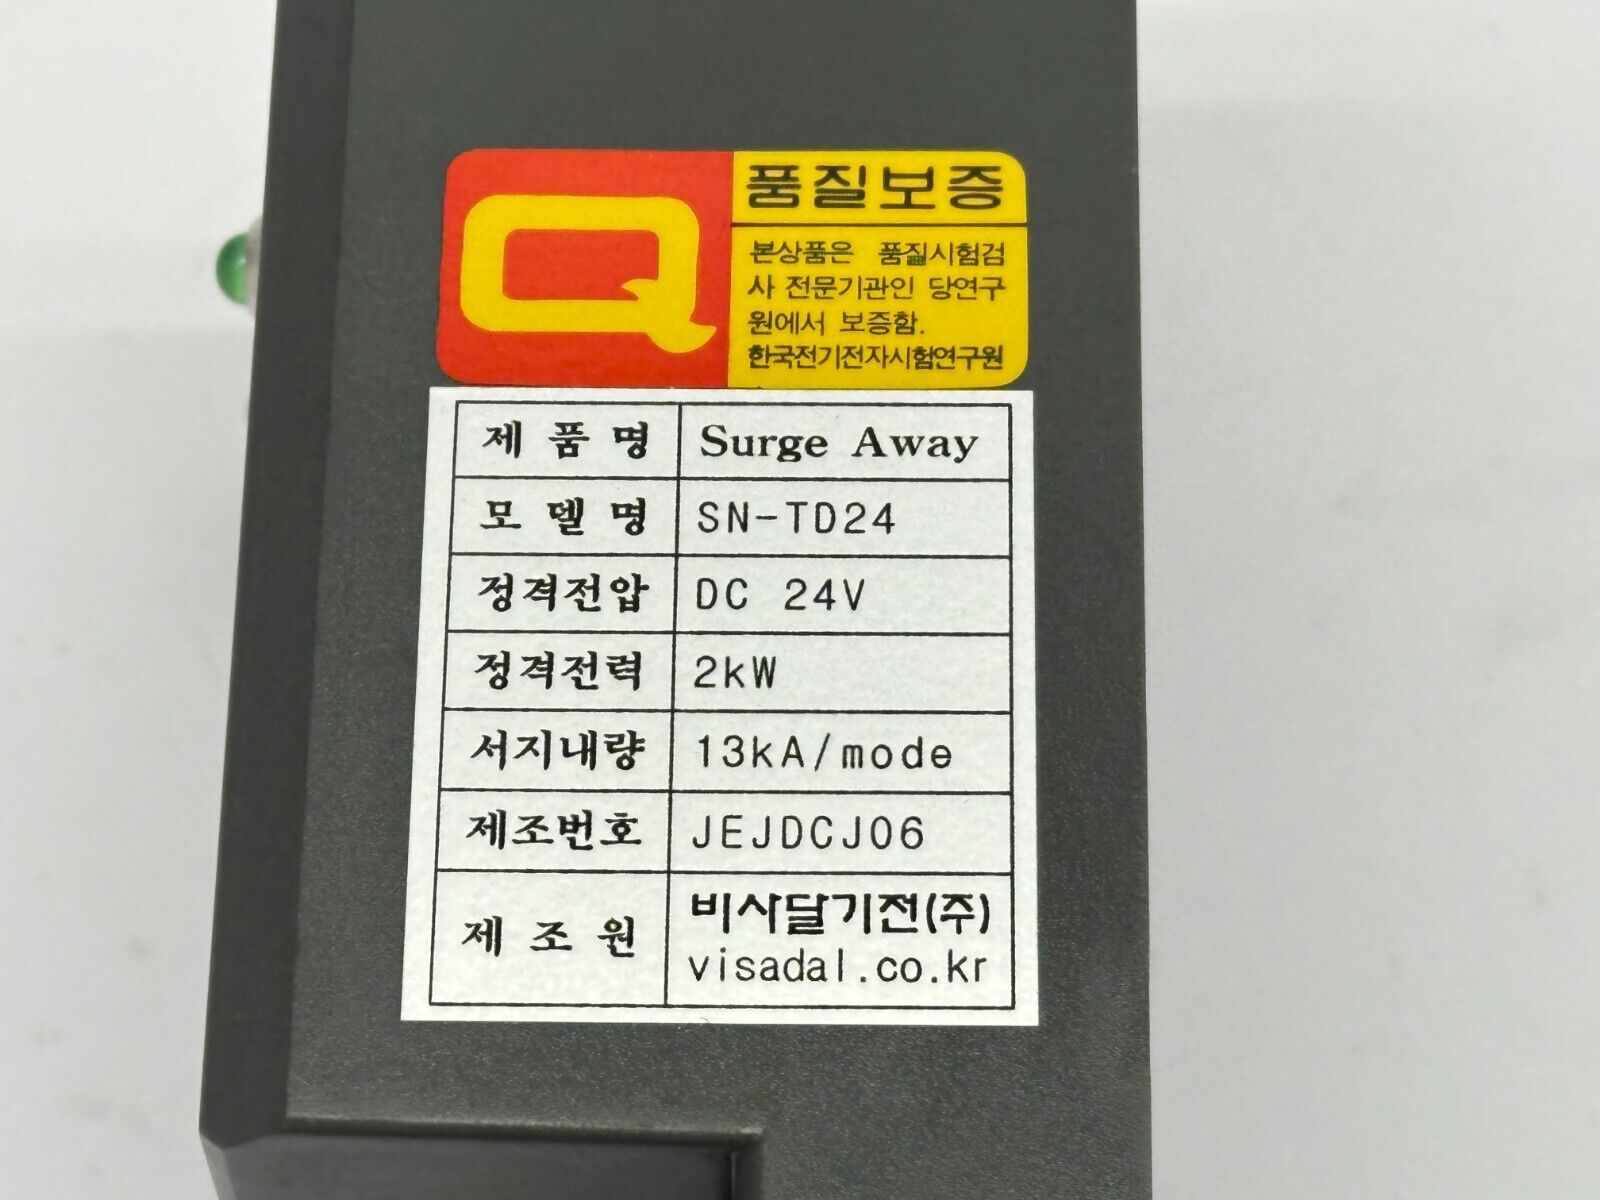 Q
품질보증
본상품은 품질시험검
사 전문기관인 당연구
원에서 보증함.
한국전기전자시험연구원
제 품 명 Surge Away
모 델 명 SN-TD24
정격전압 DC 24V
정격전력 2kW
서지내량 13kA/mode
제조번호 JEJDCJ06
제 조 원 비사달기전(주)
visadal.co.kr